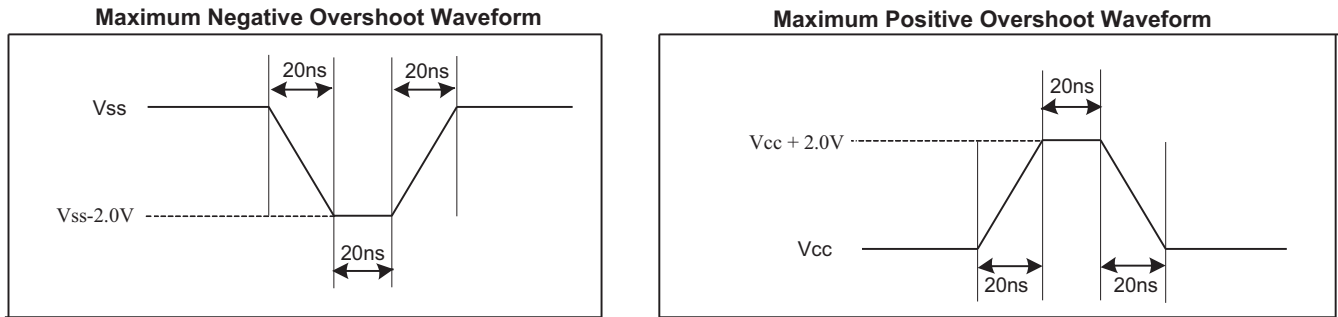 Maximum Negative Overshoot Waveform
20ns
20ns
Vss
Vss-2.0V
20ns
Maximum Positive Overshoot Waveform
20ns
Vcc + 2.0V
Vcc
20ns
20ns